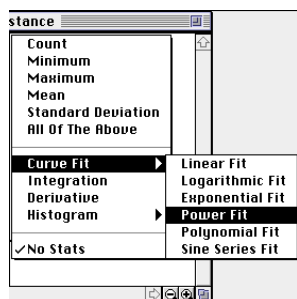 stance
Count
Minimum
Maximum
Mean
Standard Deviation
All Of The Above
Curve Fit
Integration
Derivative
Histogram
✓No Stats
Linear Fit
Logarithmic Fit
Exponential Fit
Power Fit
Polynomial Fit
Sine Series Fit